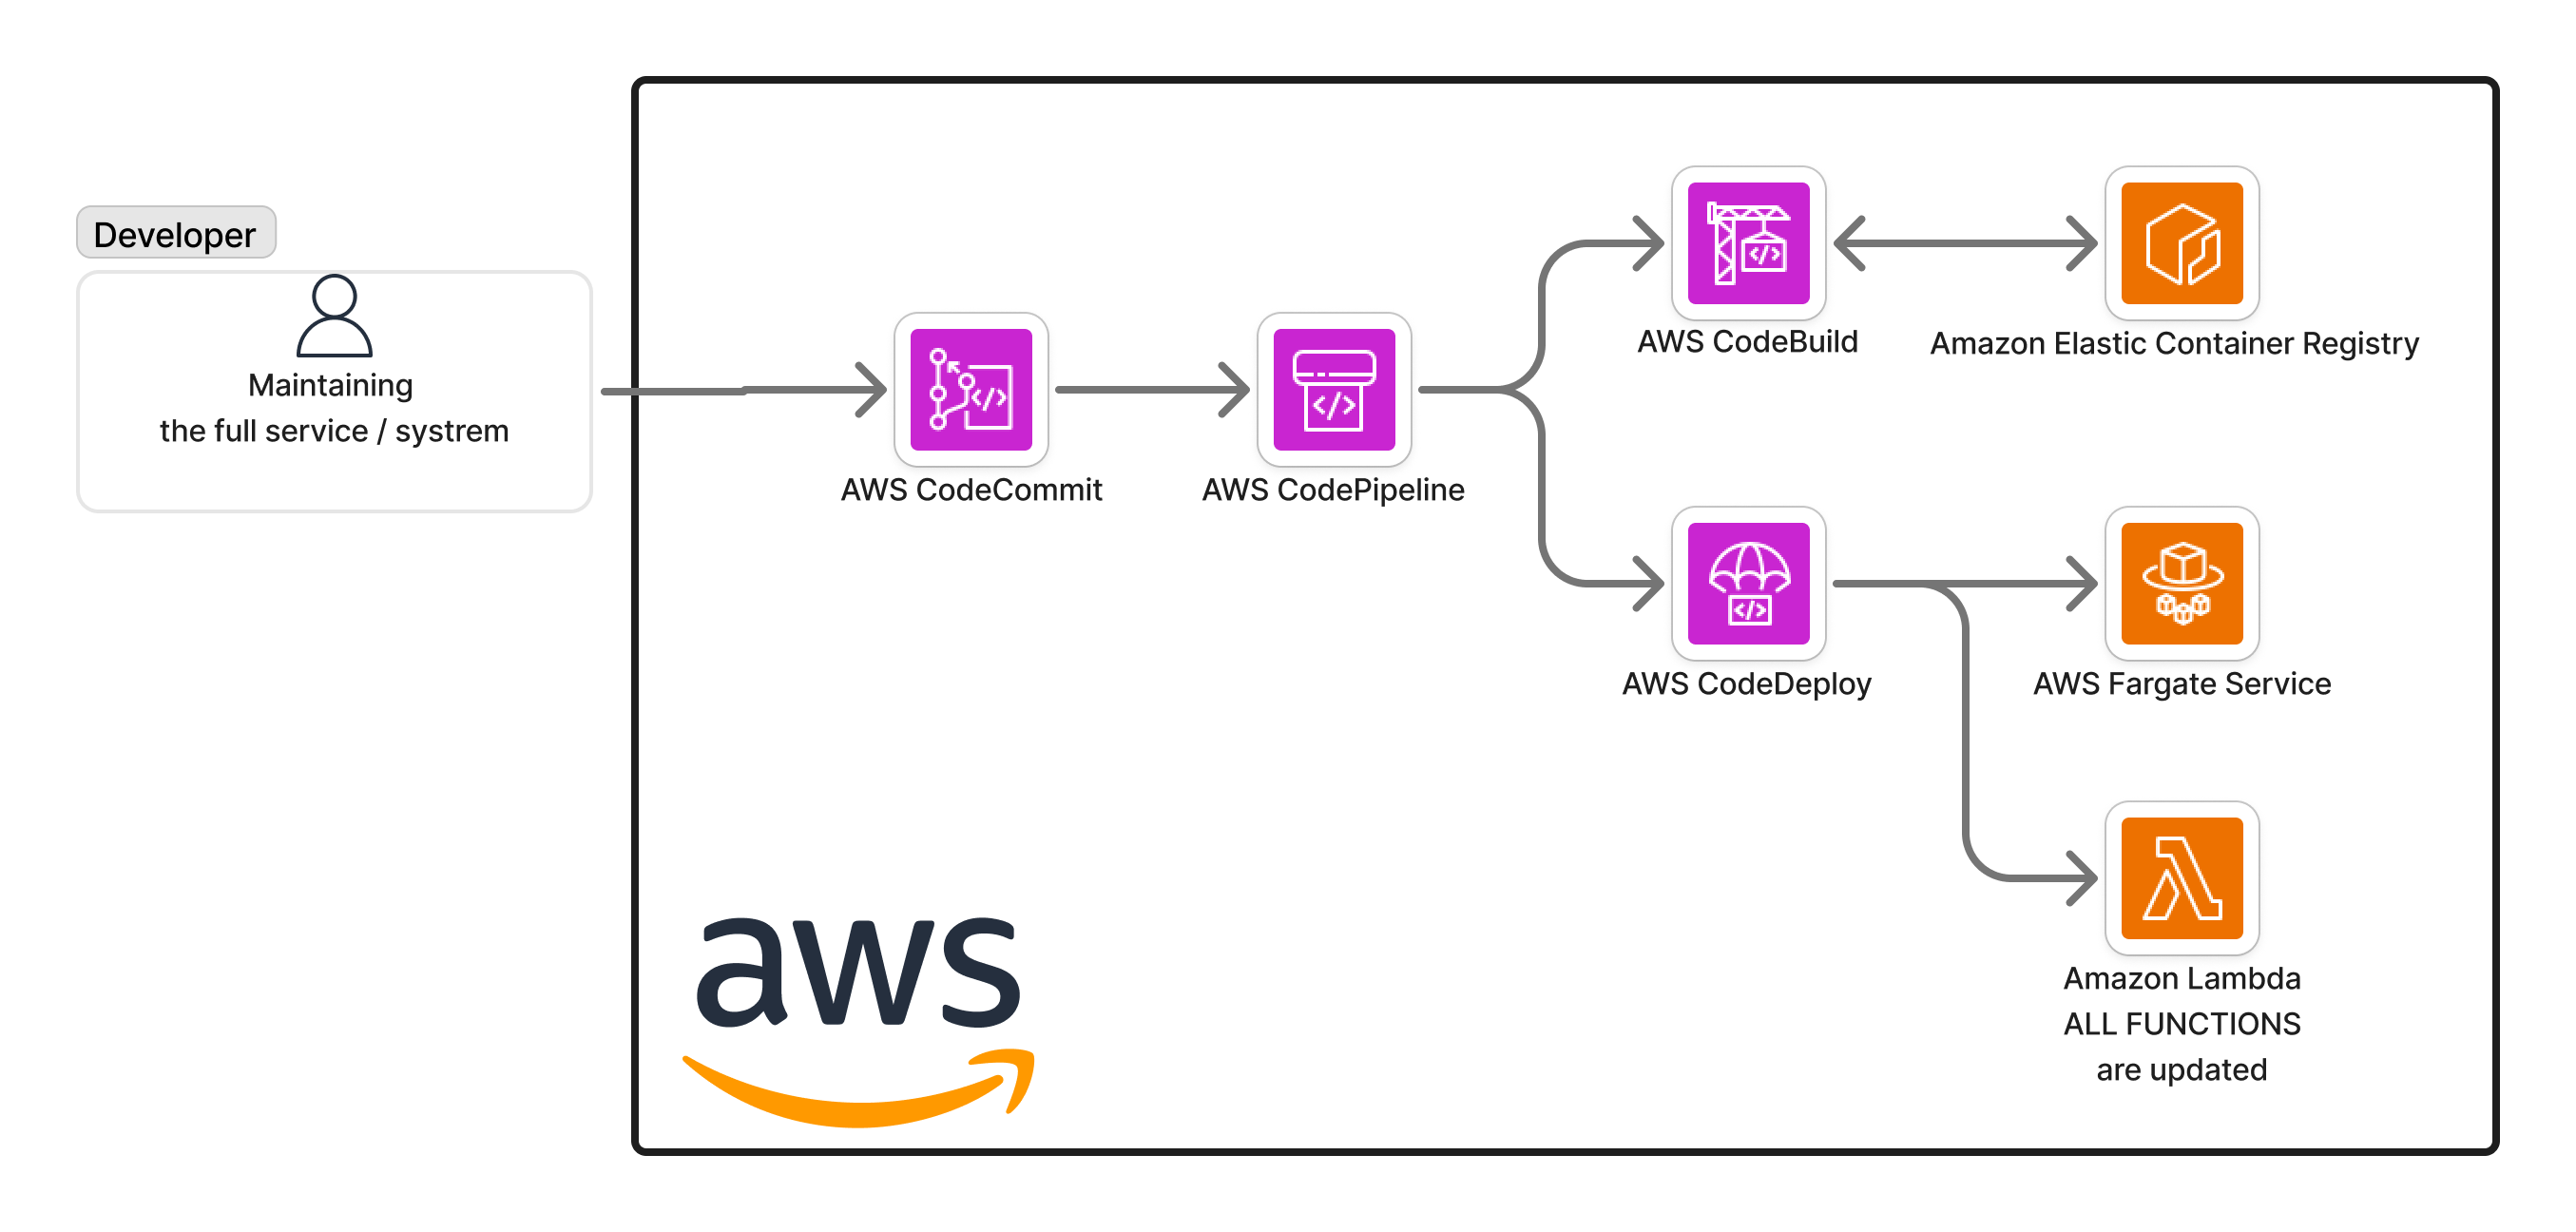 Developer
Maintaining
the full service / systrem
AWS CodeCommit
AWS CodePipeline
AWS CodeBuild
Amazon Elastic Container Registry
AWS CodeDeploy
AWS Fargate Service
Amazon Lambda
ALL FUNCTIONS
are updated
aws